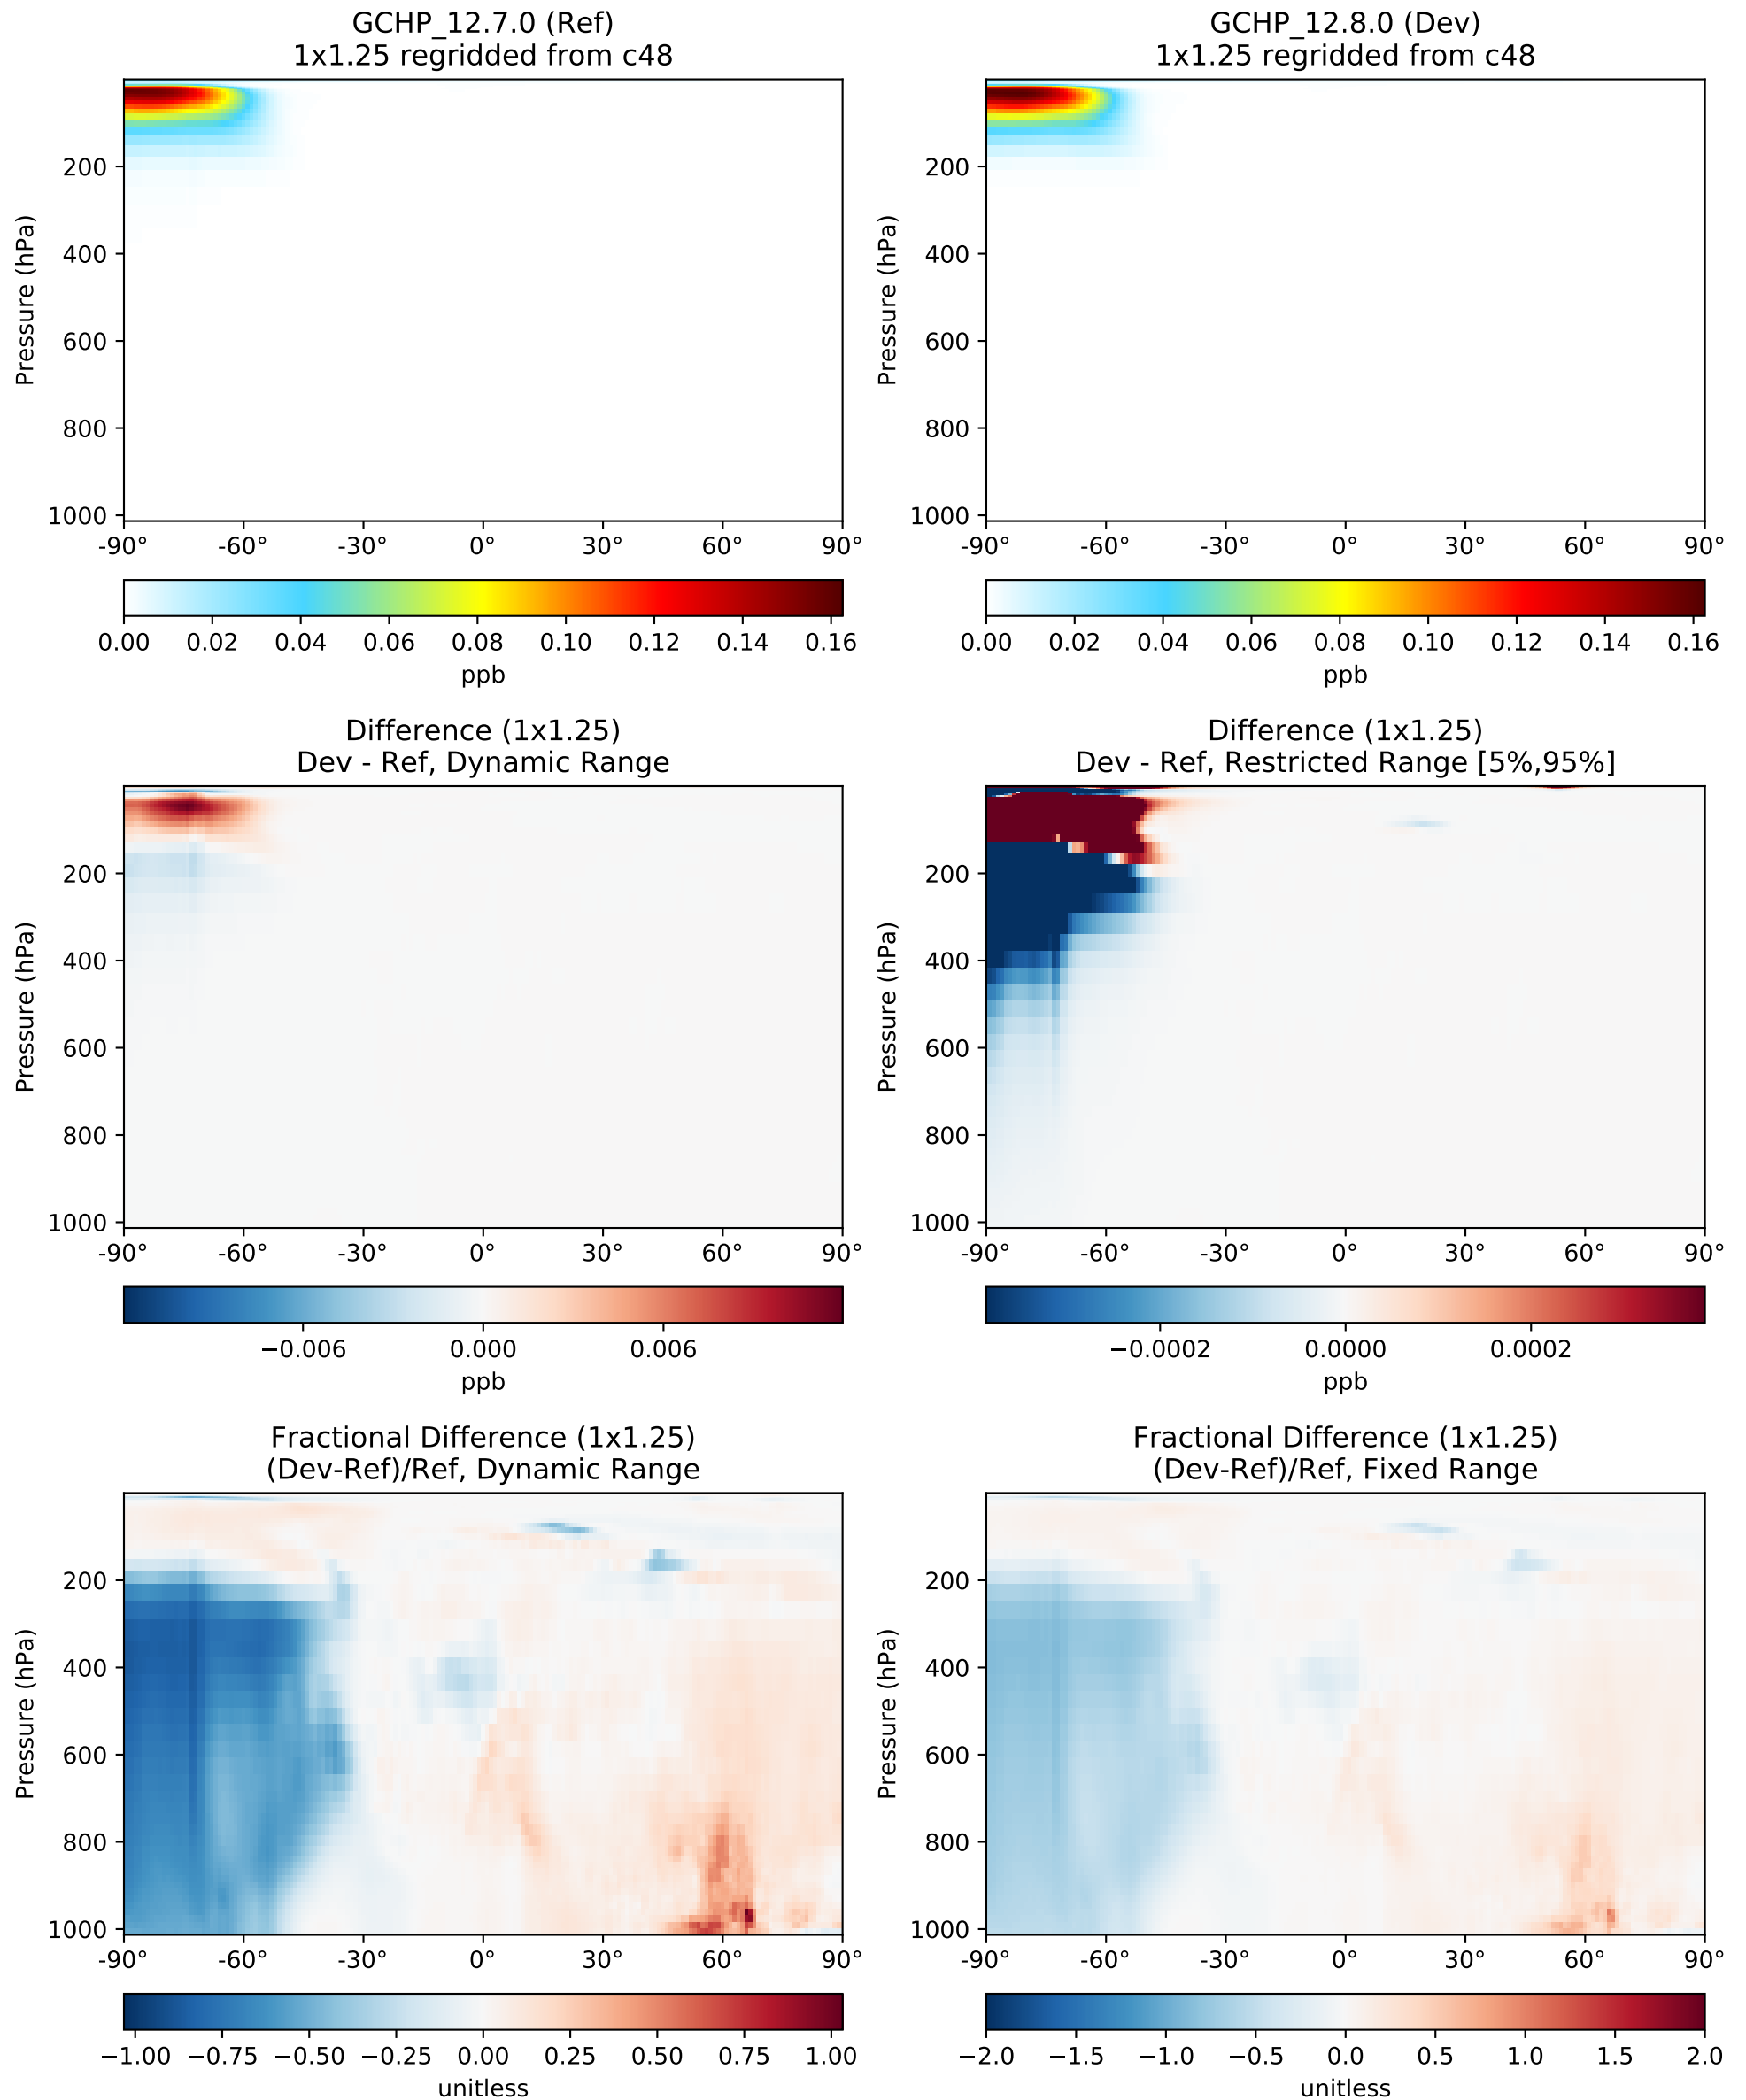 GCHP_12.7.0 (Ref)
1x1.25 regridded from c48
Pressure (hPa)
200
400
600
800
1000
-90° -60° -30° 0° 30° 60° 90°
0.00 0.02 0.04 0.06 0.08 0.10 0.12 0.14 0.16
ppb
GCHP_12.8.0 (Dev)
1x1.25 regridded from c48
Pressure (hPa)
200
400
600
800
1000
-90° -60° -30° 0° 30° 60° 90°
0.00 0.02 0.04 0.06 0.08 0.10 0.12 0.14 0.16
ppb
Difference (1x1.25)
Dev - Ref, Dynamic Range
Pressure (hPa)
200
400
600
800
1000
-90° -60° -30° 0° 30° 60° 90°
−0.006 0.000 0.006
ppb
Difference (1x1.25)
Dev - Ref, Restricted Range [5%,95%]
Pressure (hPa)
200
400
600
800
1000
-90° -60° -30° 0° 30° 60° 90°
−0.0002 0.0000 0.0002
ppb
Fractional Difference (1x1.25)
(Dev-Ref)/Ref, Dynamic Range
Pressure (hPa)
200
400
600
800
1000
-90° -60° -30° 0° 30° 60° 90°
−1.00 −0.75 −0.50 −0.25 0.00 0.25 0.50 0.75 1.00
unitless
Fractional Difference (1x1.25)
(Dev-Ref)/Ref, Fixed Range
Pressure (hPa)
200
400
600
800
1000
-90° -60° -30° 0° 30° 60° 90°
−2.0 −1.5 −1.0 −0.5 0.0 0.5 1.0 1.5 2.0
unitless